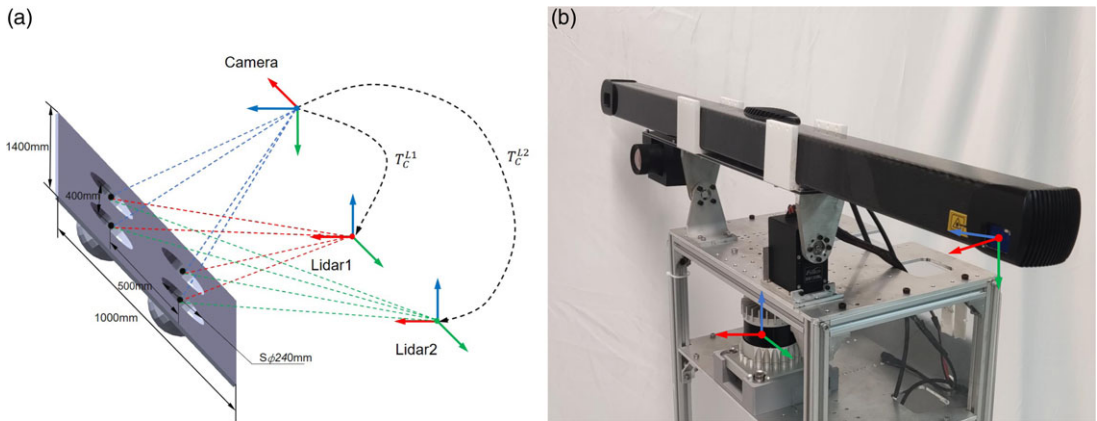 (a)
(b)
Camera
1400mm
400mm
T_C^{L1}
T_C^{L2}
Lidar1
500mm
1000mm
Lidar2
Sϕ240mm